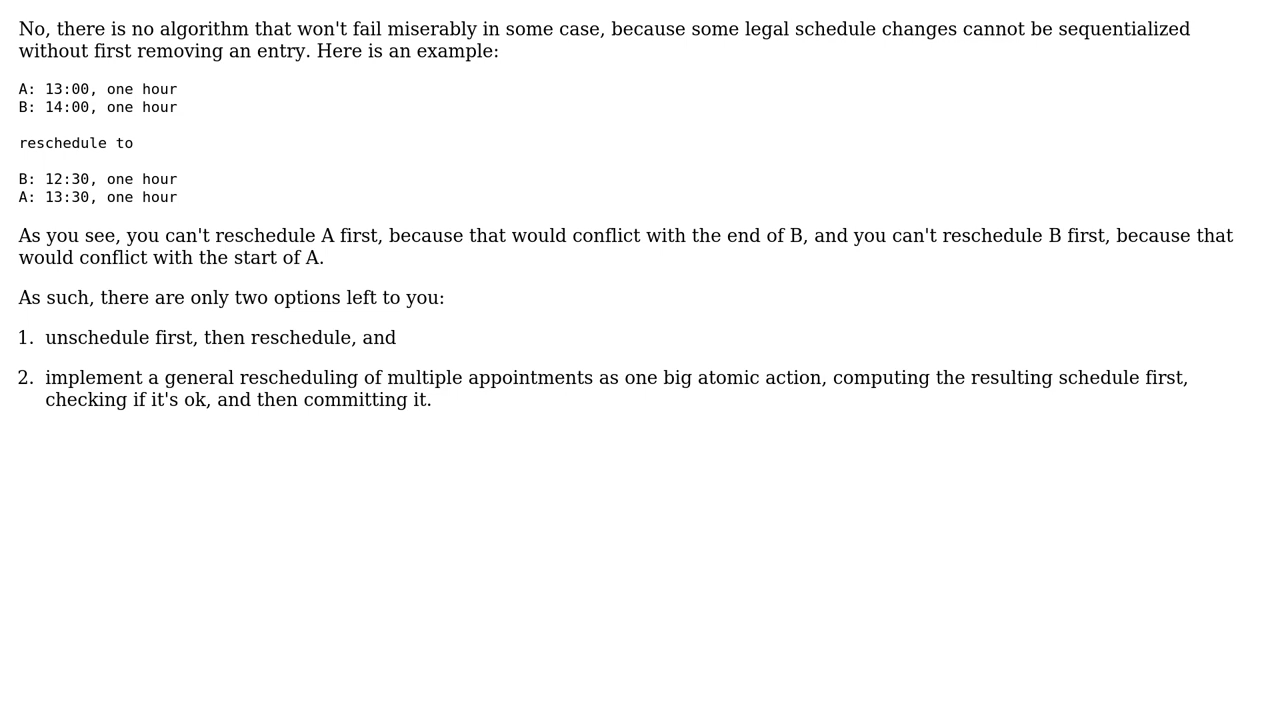 No, there is no algorithm that won't fail miserably in some case, because some legal schedule changes cannot be sequentialized
without first removing an entry. Here is an example:
A: 13:00, one hour
B: 14:00, one hour
reschedule to
B: 12:30, one hour
A: 13:30, one hour
As you see, you can't reschedule A first, because that would conflict with the end of B, and you can't reschedule B first, because that
would conflict with the start of A.
As such, there are only two options left to you:
1. unschedule first, then reschedule, and
2. implement a general rescheduling of multiple appointments as one big atomic action, computing the resulting schedule first,
checking if it's ok, and then committing it.